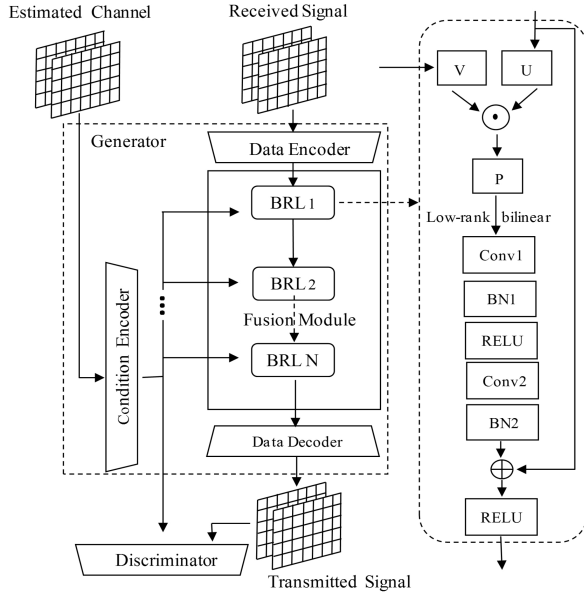 Estimated Channel
Received Signal
Generator
Data Encoder
BRL 1
BRL 2
Fusion Module
BRL N
Condition Encoder
Data Decoder
Discriminator
Transmitted Signal
V
U
P
Low-rank bilinear
Conv1
BN1
RELU
Conv2
BN2
RELU